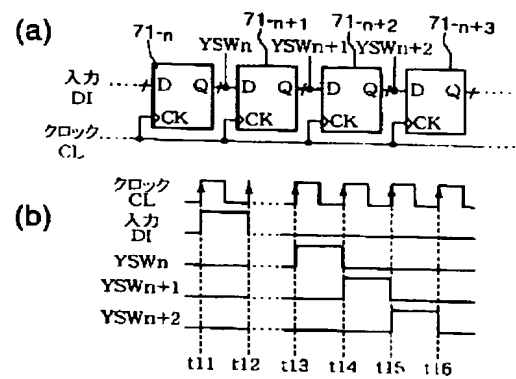 (a)
71-n
71-n+1
71-n+2
71-n+3
YSWn
YSWn+1
YSWn+2
入力
DI
D Q
D Q
D Q
D Q
CK
CK
CK
CK
クロック
CL
(b)
クロック
CL
入力
DI
YSWn
YSWn+1
YSWn+2
t11 t12 t13 t14 t15 t16